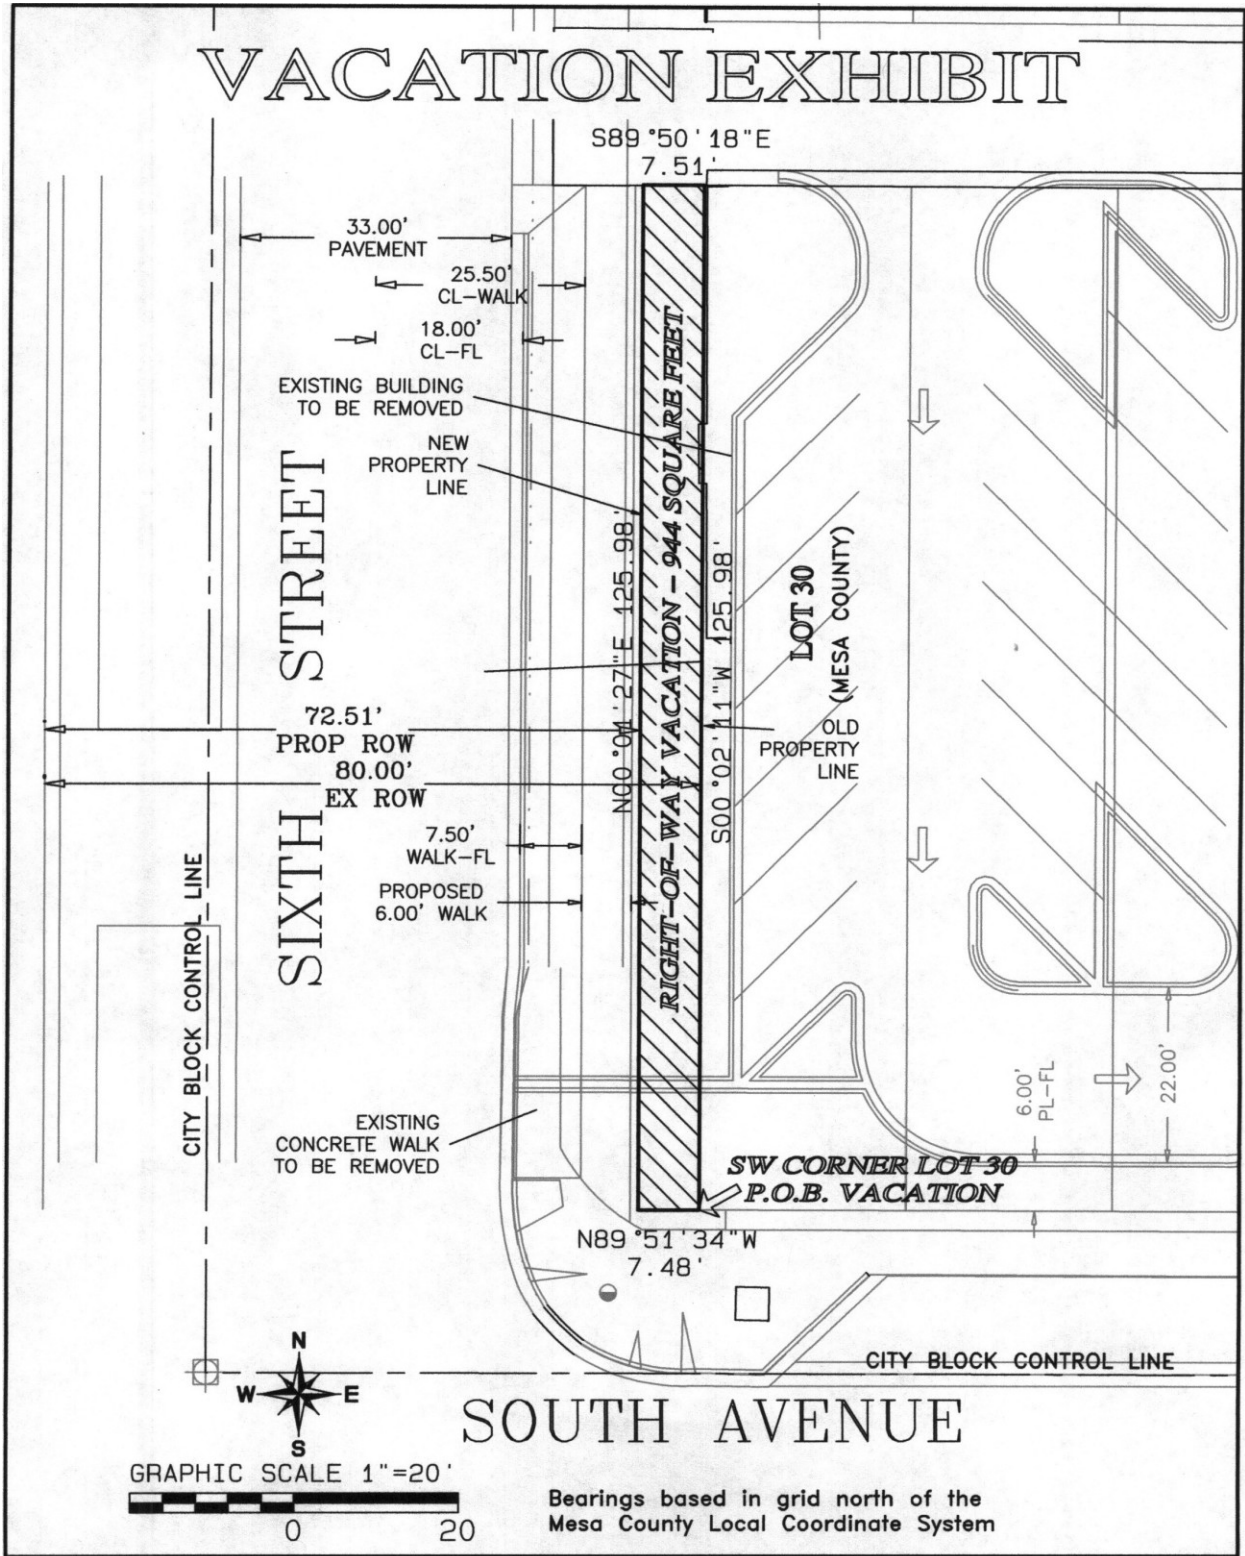 VACATION EXHIBIT
S89°50'18"E
7.51'
33.00'
PAVEMENT
25.50'
CL-WALK
18.00'
CL-FL
EXISTING BUILDING
TO BE REMOVED
NEW
PROPERTY
LINE
SIXTH STREET
N00°01'27"E 125.98'
RIGHT-OF-WAY VACATION - 944 SQUARE FEET
S00°02'11"W 125.98'
LOT 30
(MESA COUNTY)
OLD
PROPERTY
LINE
72.51'
PROP ROW
80.00'
EX ROW
7.50'
WALK-FL
PROPOSED
6.00' WALK
CITY BLOCK CONTROL LINE
EXISTING
CONCRETE WALK
TO BE REMOVED
6.00'
PL-FL
22.00'
SW CORNER LOT 30
P.O.B. VACATION
N89°51'34"W
7.48'
CITY BLOCK CONTROL LINE
N
W E
S
SOUTH AVENUE
GRAPHIC SCALE 1"=20'
0 20
Bearings based in grid north of the
Mesa County Local Coordinate System